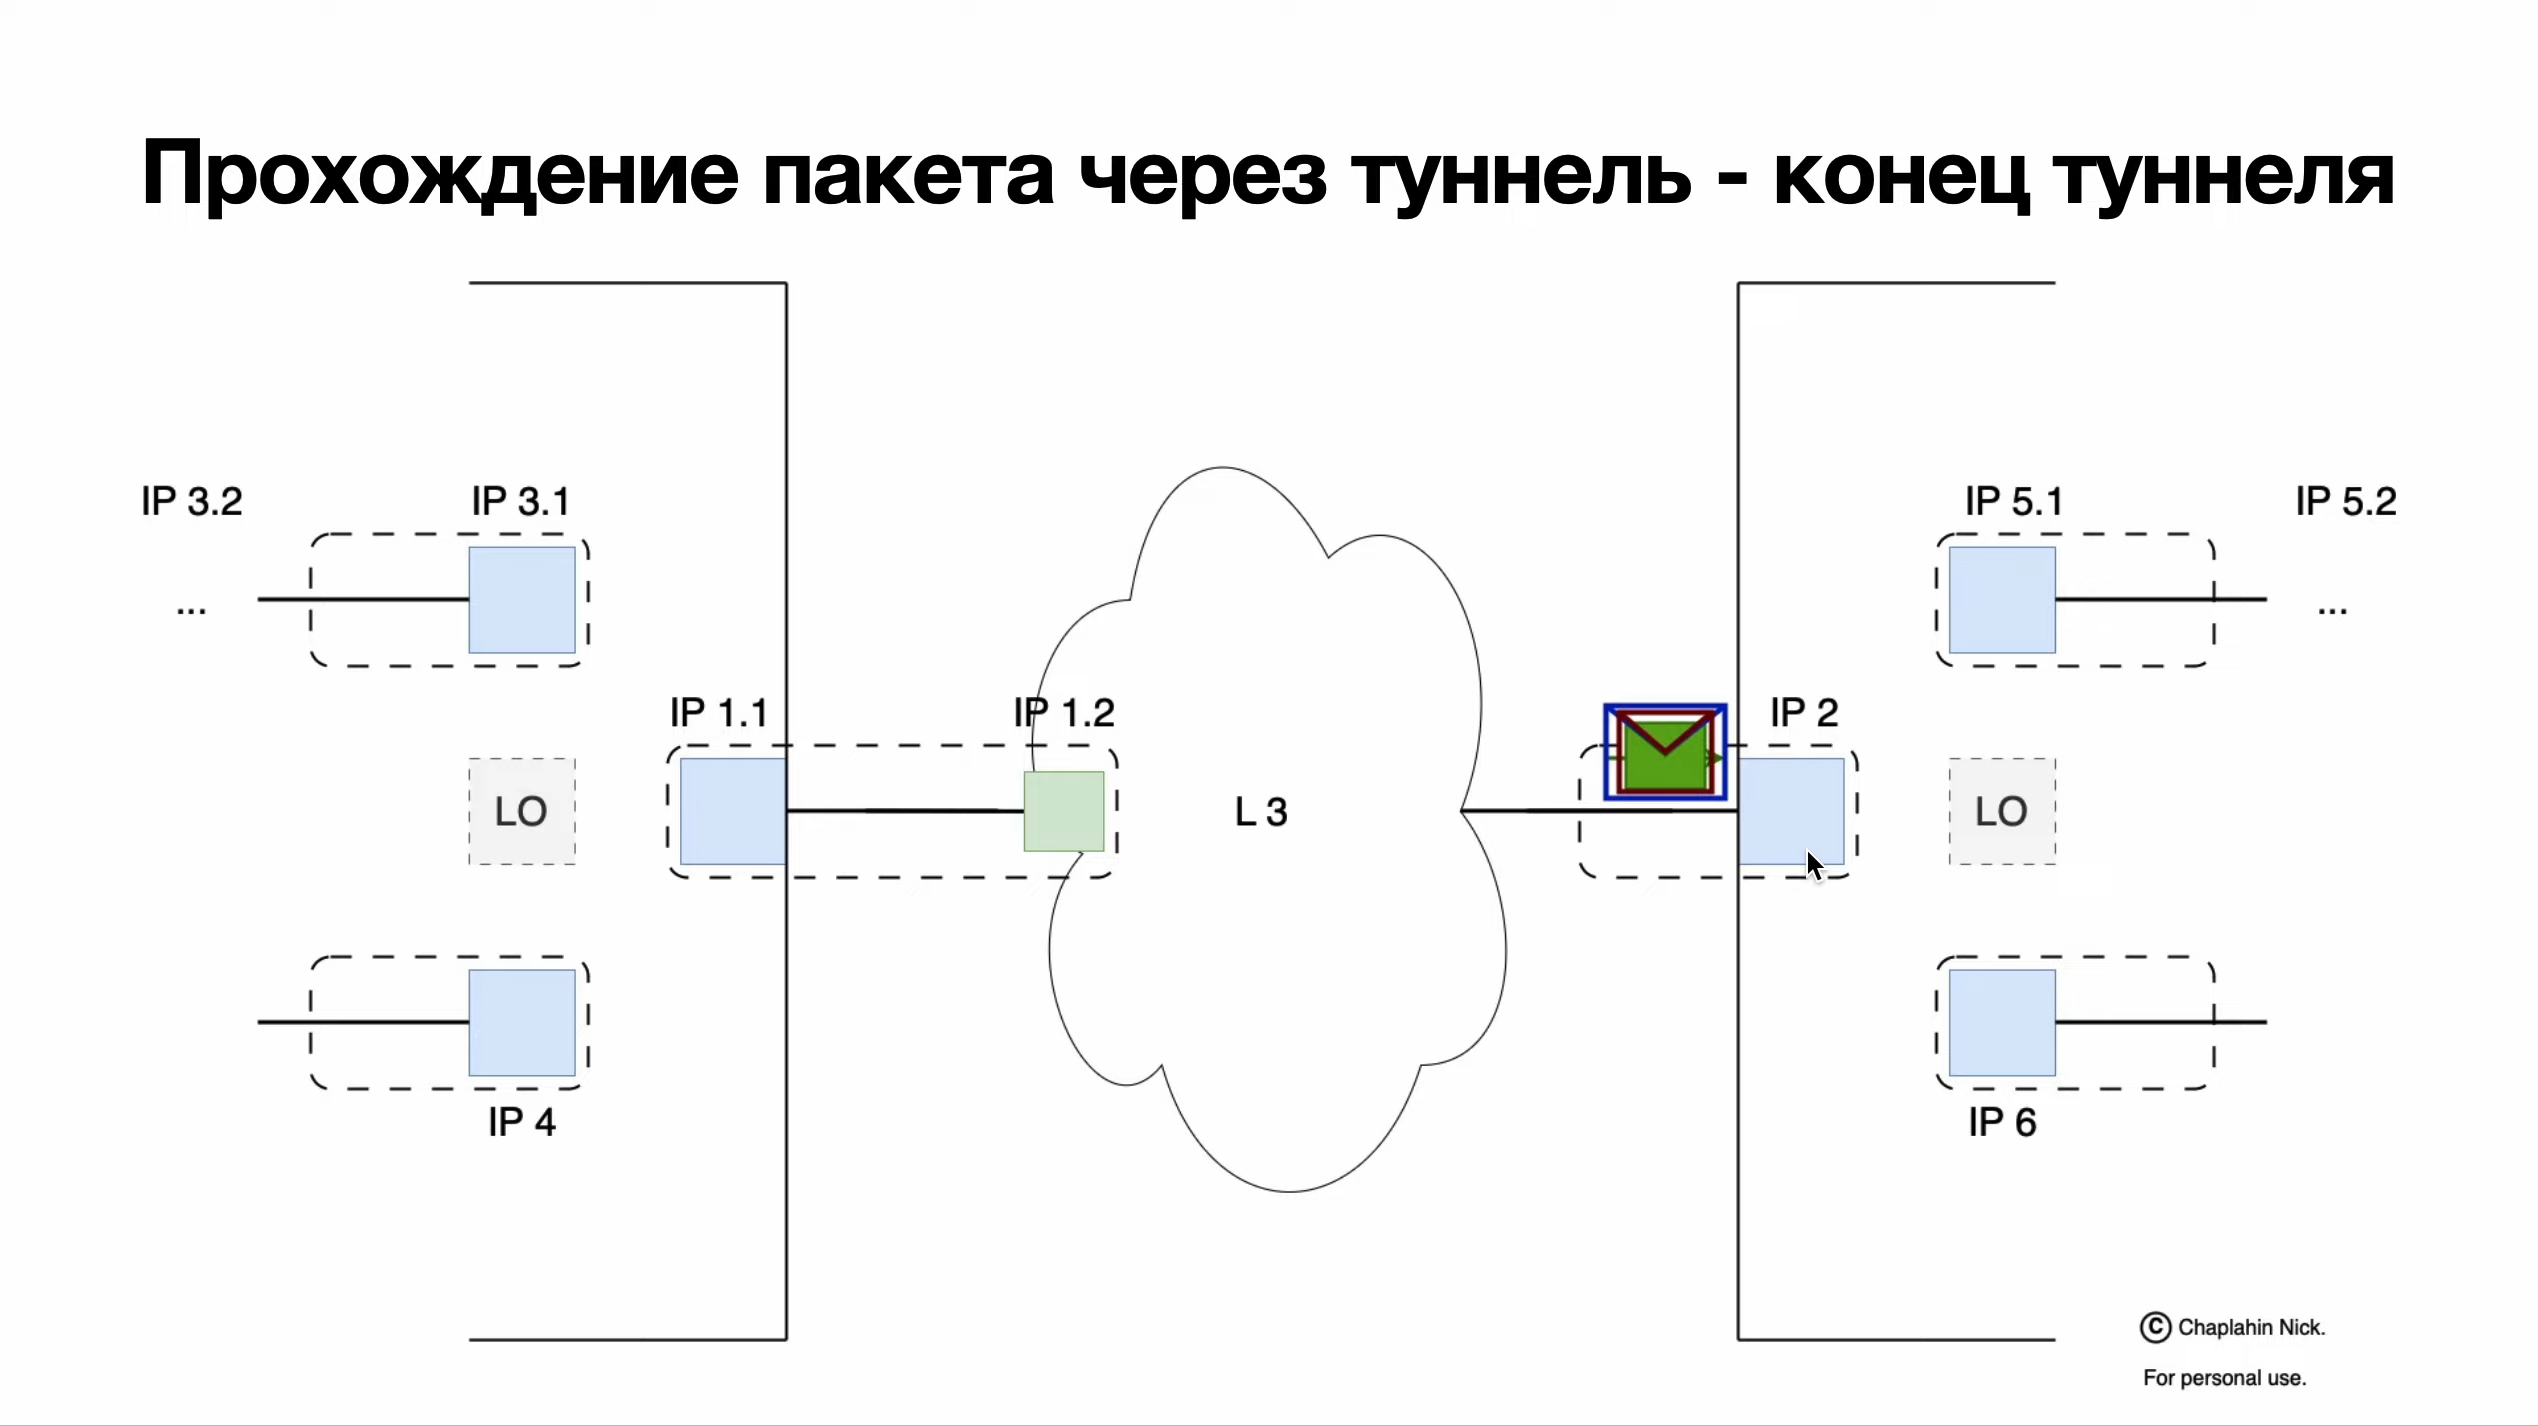 Прохождение пакета через туннель - конец туннеля
IP 3.2
IP 3.1
IP 5.1
IP 5.2
...
...
IP 1.1
IP 1.2
IP 2
LO
L 3
LO
IP 4
IP 6
© Chaplahin Nick.
For personal use.